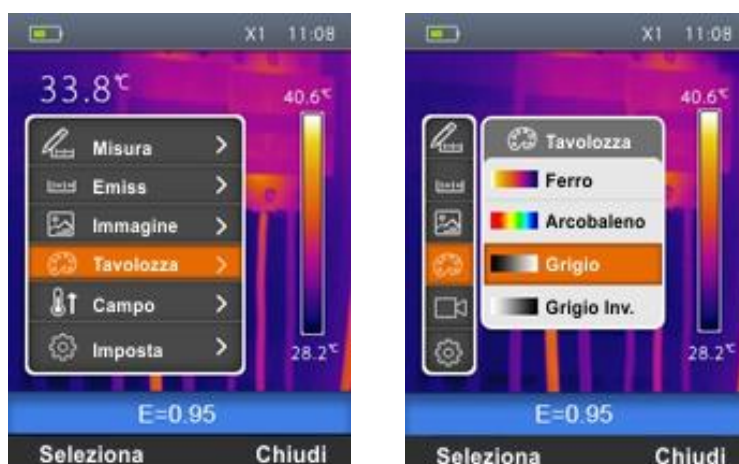 X1 11:08
33.8℃
40.6℃
Misura
Emiss
Immagine
Tavolozza
Campo
Imposta
28.2℃
E=0.95
Seleziona Chiudi
X1 11:08
40.6℃
Tavolozza
Ferro
Arcobaleno
Grigio
Grigio Inv.
28.2℃
E=0.95
Seleziona Chiudi